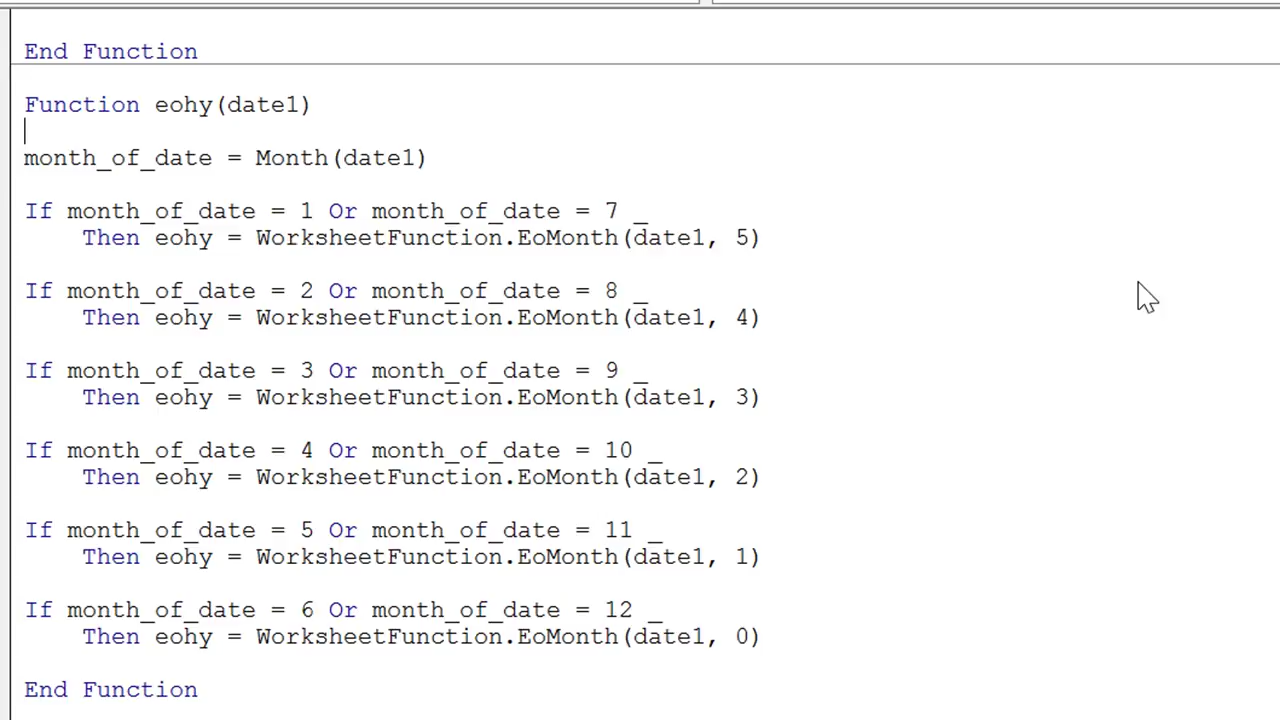 End Function
Function eohy(date1)
month_of_date = Month(date1)
If month_of_date = 1 Or month_of_date = 7 _
    Then eohy = WorksheetFunction.EoMonth(date1, 5)
If month_of_date = 2 Or month_of_date = 8 _
    Then eohy = WorksheetFunction.EoMonth(date1, 4)
If month_of_date = 3 Or month_of_date = 9 _
    Then eohy = WorksheetFunction.EoMonth(date1, 3)
If month_of_date = 4 Or month_of_date = 10 _
    Then eohy = WorksheetFunction.EoMonth(date1, 2)
If month_of_date = 5 Or month_of_date = 11 _
    Then eohy = WorksheetFunction.EoMonth(date1, 1)
If month_of_date = 6 Or month_of_date = 12 _
    Then eohy = WorksheetFunction.EoMonth(date1, 0)
End Function